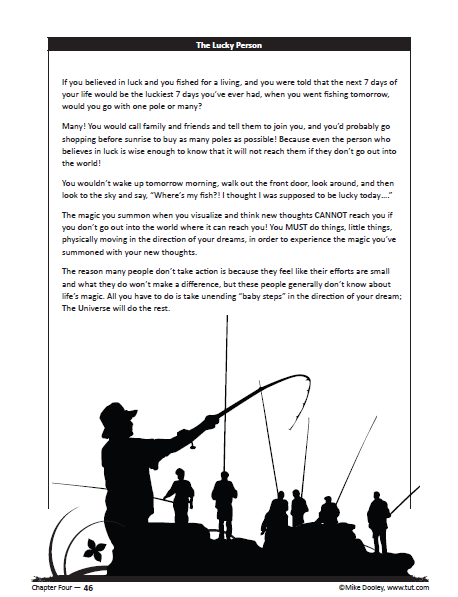 The Lucky Person
If you believed in luck and you fished for a living, and you were told that the next 7 days of
your life would be the luckiest 7 days you've ever had, when you went fishing tomorrow,
would you go with one pole or many?
Many! You would call family and friends and tell them to join you, and you'd probably go
shopping before sunrise to buy as many poles as possible! Because even the person who
believes in luck is wise enough to know that it will not reach them if they don't go out into
the world!
You wouldn't wake up tomorrow morning, walk out the front door, look around, and then
look to the sky and say, "Where's my fish?! I thought I was supposed to be lucky today...."
The magic you summon when you visualize and think new thoughts CANNOT reach you if
you don't go out into the world where it can reach you! You MUST do things, little things,
physically moving in the direction of your dreams, in order to experience the magic you've
summoned with your new thoughts.
The reason many people don't take action is because they feel like their efforts are small
and what they do won't make a difference, but these people generally don't know about
life's magic. All you have to do is take unending "baby steps" in the direction of your dream;
The Universe will do the rest.
Chapter Four — 46
©Mike Dooley, www.tut.com